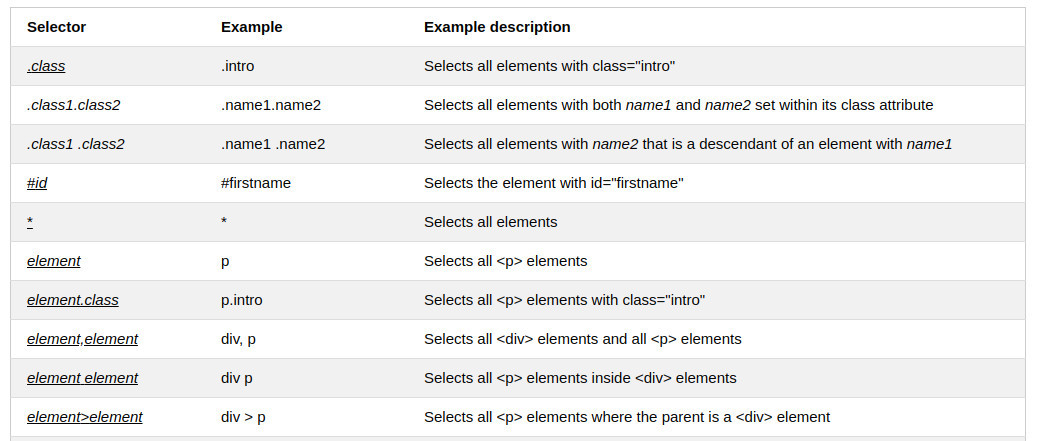 Selector Example Example description
.class .intro Selects all elements with class="intro"
.class1.class2 .name1.name2 Selects all elements with both name1 and name2 set within its class attribute
.class1 .class2 .name1 .name2 Selects all elements with name2 that is a descendant of an element with name1
#id #firstname Selects the element with id="firstname"
* * Selects all elements
element p Selects all <p> elements
element.class p.intro Selects all <p> elements with class="intro"
element,element div, p Selects all <div> elements and all <p> elements
element element div p Selects all <p> elements inside <div> elements
element>element div > p Selects all <p> elements where the parent is a <div> element